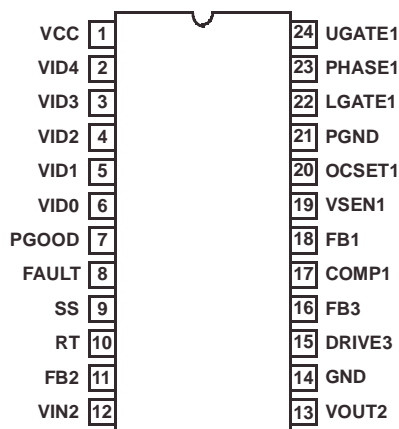 VCC 1 24 UGATE1
VID4 2 23 PHASE1
VID3 3 22 LGATE1
VID2 4 21 PGND
VID1 5 20 OCSET1
VID0 6 19 VSEN1
PGOOD 7 18 FB1
FAULT 8 17 COMP1
SS 9 16 FB3
RT 10 15 DRIVE3
FB2 11 14 GND
VIN2 12 13 VOUT2